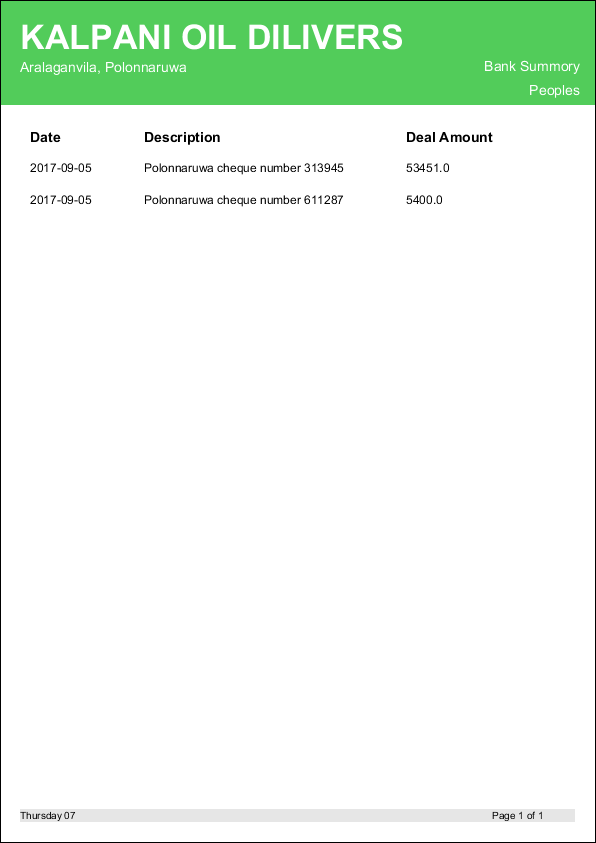 KALPANI OIL DILIVERS
Aralaganvila, Polonnaruwa
Bank Summory
Peoples
Date Description Deal Amount
2017-09-05 Polonnaruwa cheque number 313945 53451.0
2017-09-05 Polonnaruwa cheque number 611287 5400.0
Thursday 07 Page 1 of 1